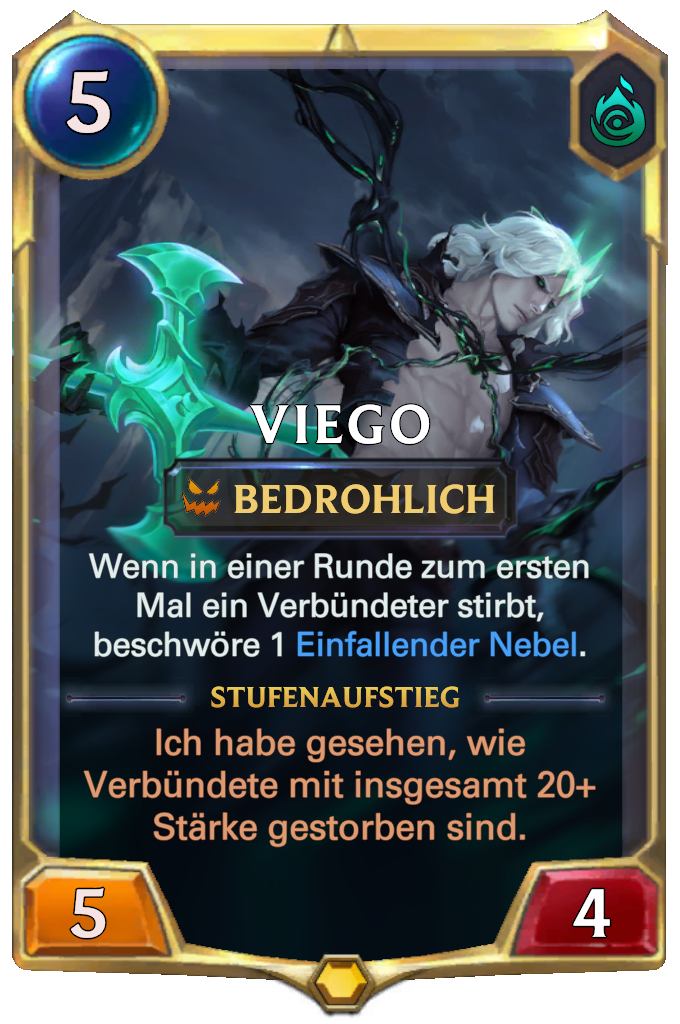 5
VIEGO
BEDROHLICH
Wenn in einer Runde zum ersten
Mal ein Verbündeter stirbt,
beschwöre 1 Einfallender Nebel.
STUFENAUFSTIEG
Ich habe gesehen, wie
Verbündete mit insgesamt 20+
Stärke gestorben sind.
5
4